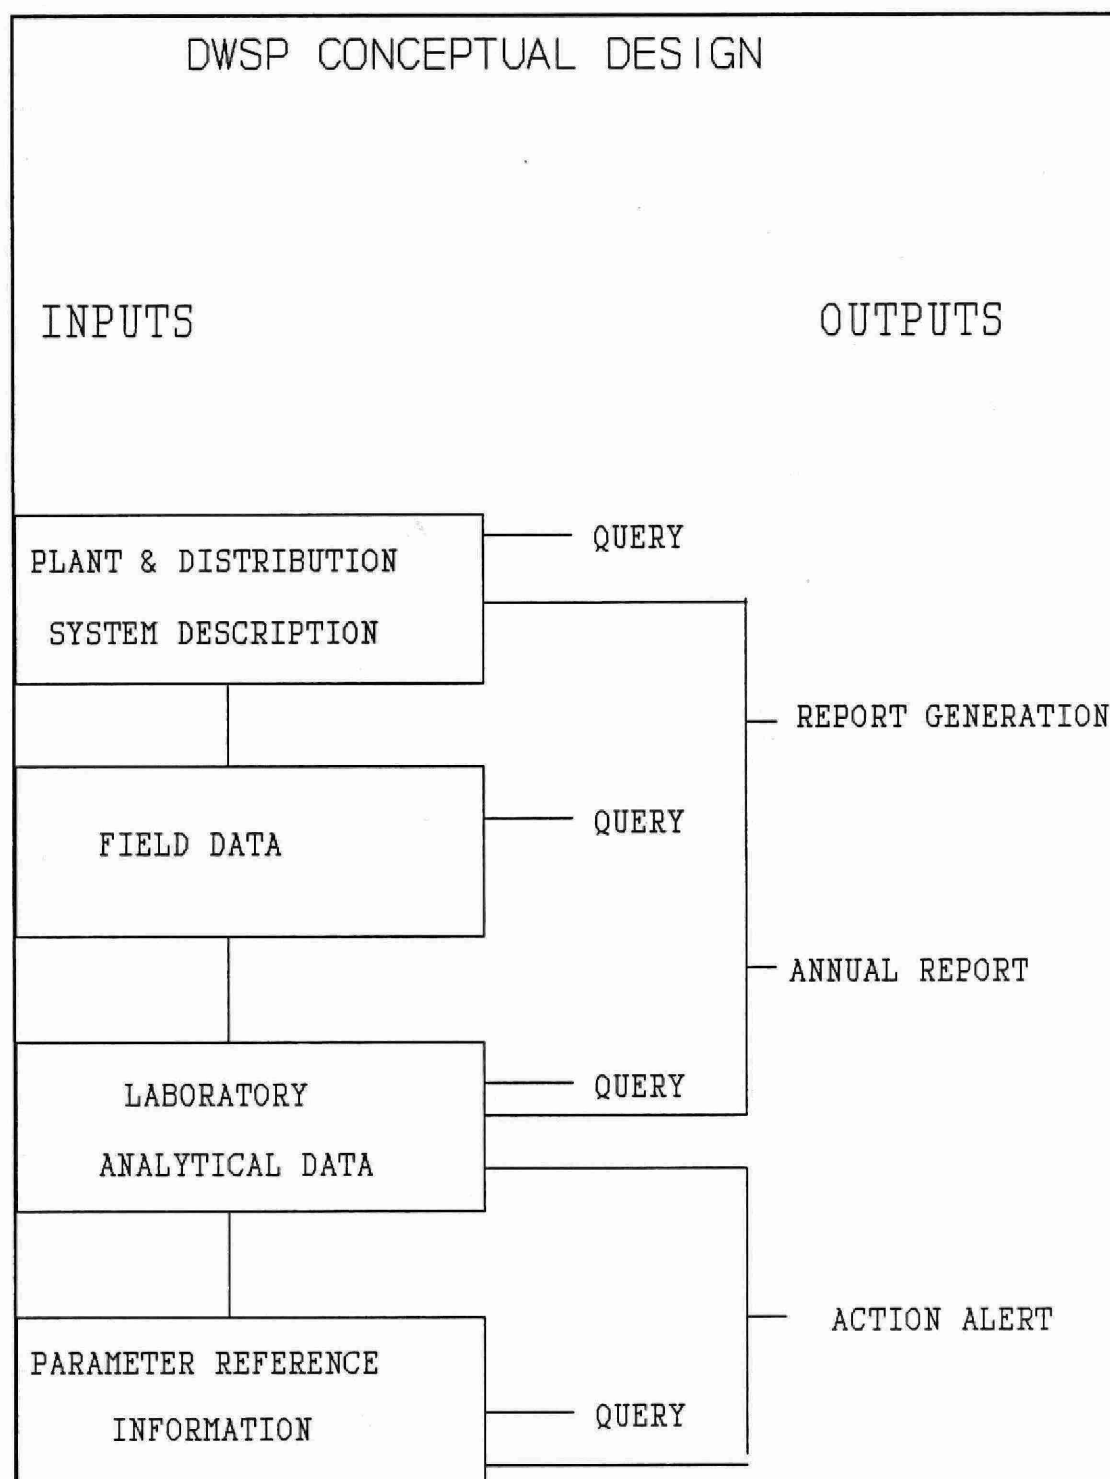 DWSP CONCEPTUAL DESIGN
INPUTS
OUTPUTS
QUERY
PLANT & DISTRIBUTION
SYSTEM DESCRIPTION
REPORT GENERATION
QUERY
FIELD DATA
ANNUAL REPORT
QUERY
LABORATORY
ANALYTICAL DATA
ACTION ALERT
PARAMETER REFERENCE
QUERY
INFORMATION